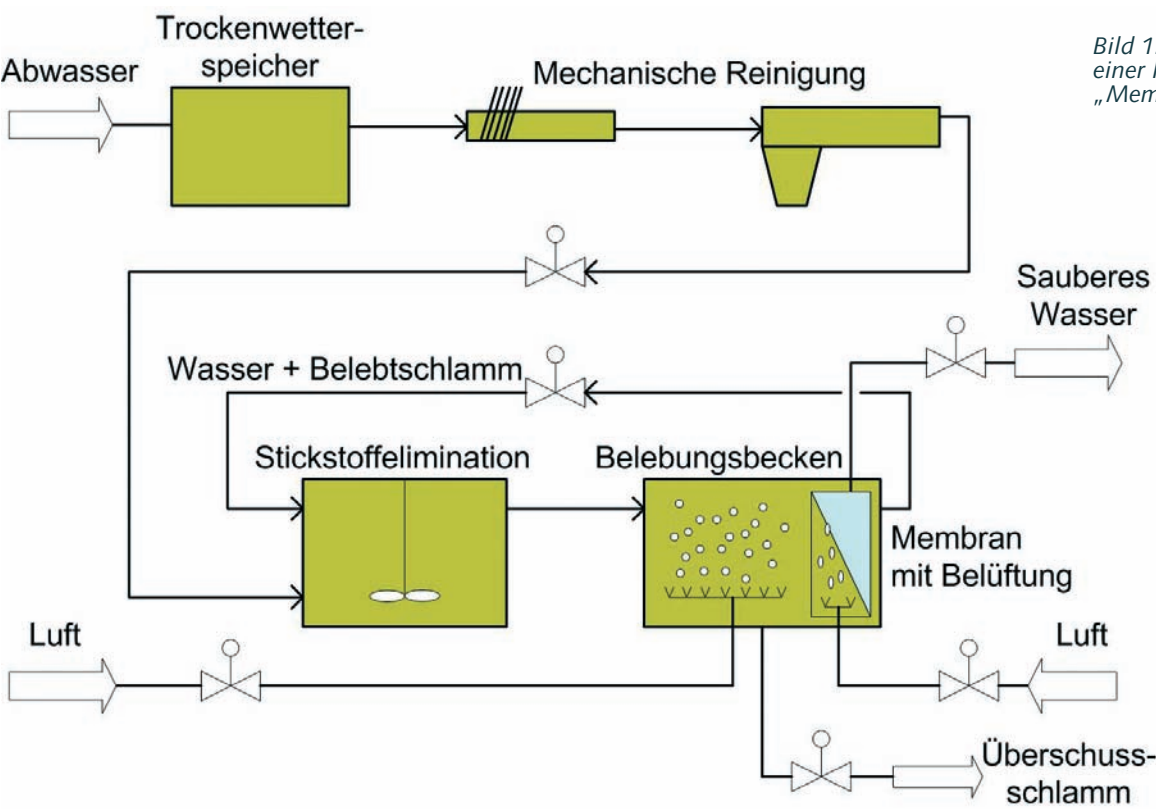 Trockenwetter-
speicher
Abwasser
Mechanische Reinigung
Bild 1
einer
„Mem
Sauberes
Wasser
Wasser + Belebtschlamm
Stickstoffelimination
Belebungsbecken
Membran
mit Belüftung
Luft
Luft
Überschuss-
schlamm